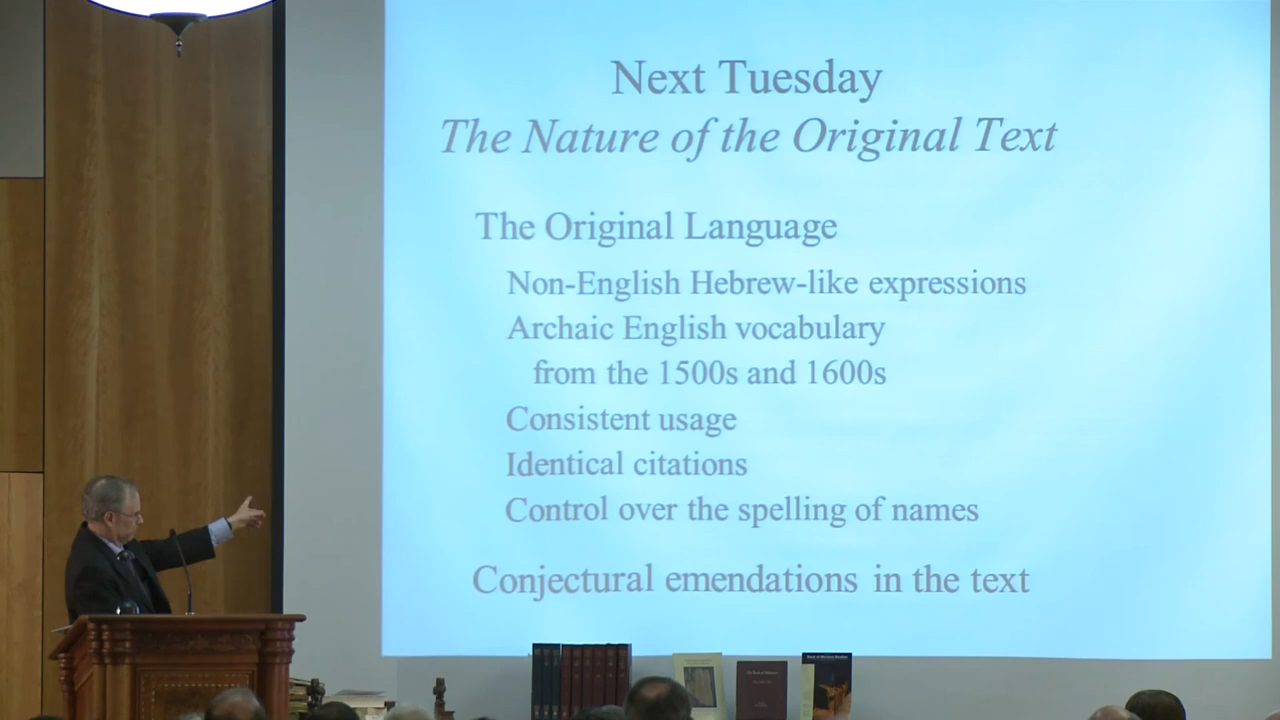 Next Tuesday
The Nature of the Original Text
The Original Language
Non-English Hebrew-like expressions
Archaic English vocabulary
from the 1500s and 1600s
Consistent usage
Identical citations
Control over the spelling of names
Conjectural emendations in the text